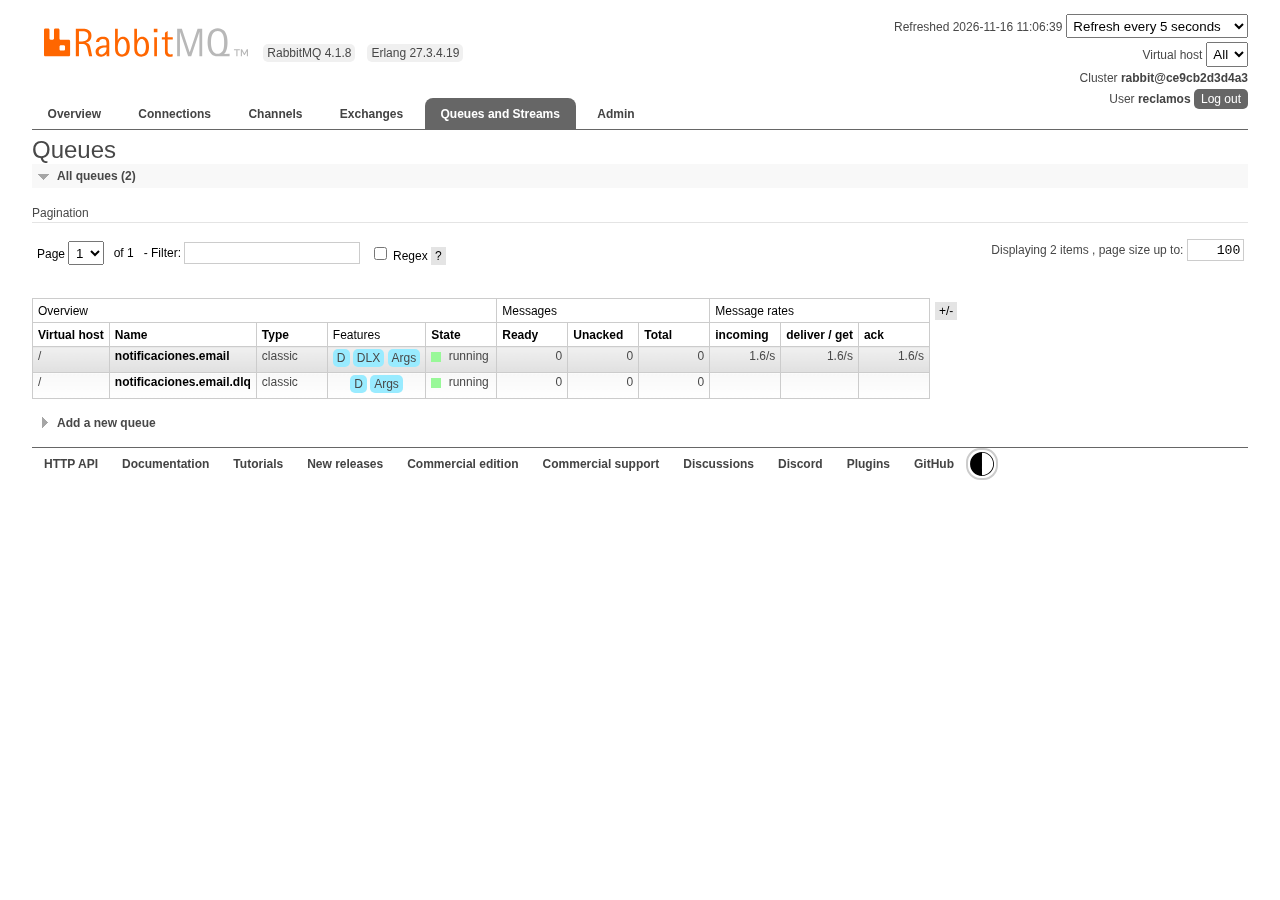 Refreshed 2026-11-16 11:06:39 Refresh every 5 seconds
RabbitMQ TM RabbitMQ 4.1.8 Erlang 27.3.4.19
Virtual host All
Cluster rabbit@ce9cb2d3d4a3
User reclamos Log out
Overview Connections Channels Exchanges Queues and Streams Admin
Queues
All queues (2)
Pagination
Page 1 of 1 - Filter: Regex ? Displaying 2 items , page size up to: 100
Overview Messages Message rates +/-
Virtual host Name Type Features State Ready Unacked Total incoming deliver / get ack
/ notificaciones.email classic D DLX Args running 0 0 0 1.6/s 1.6/s 1.6/s
/ notificaciones.email.dlq classic D Args running 0 0 0
Add a new queue
HTTP API Documentation Tutorials New releases Commercial edition Commercial support Discussions Discord Plugins GitHub